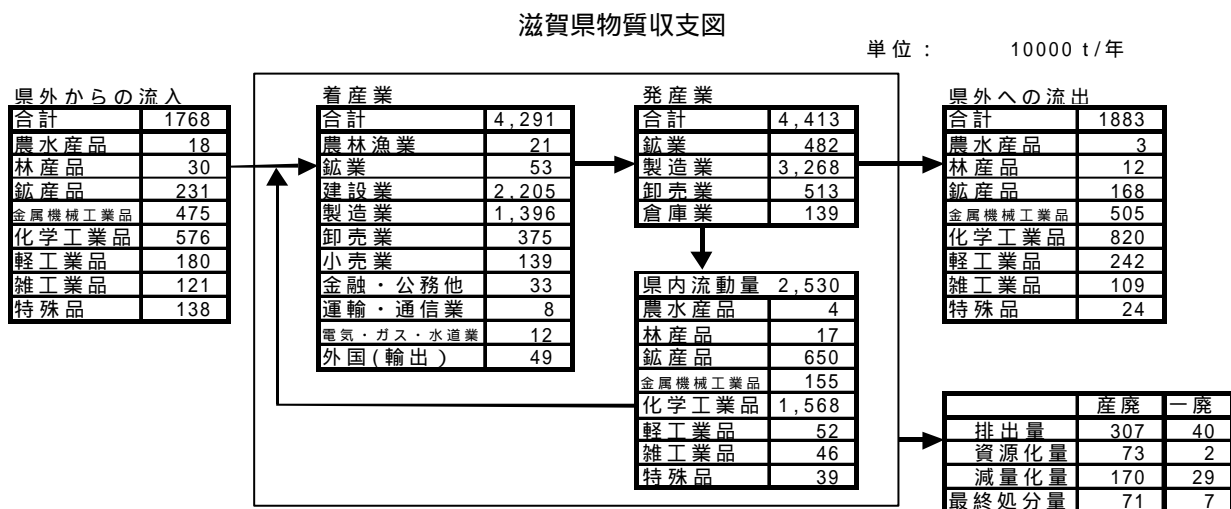 滋賀県物質収支図
単位： 10000 t/年
県外からの流入
合計 1768
農水産品 18
林産品 30
鉱産品 231
金属機械工業品 475
化学工業品 576
軽工業品 180
雑工業品 121
特殊品 138
着産業
合計 4,291
農林漁業 21
鉱業 53
建設業 2,205
製造業 1,396
卸売業 375
小売業 139
金融・公務他 33
運輸・通信業 8
電気・ガス・水道業 12
外国(輸出) 49
発産業
合計 4,413
鉱業 482
製造業 3,268
卸売業 513
倉庫業 139
県内流動量 2,530
農水産品 4
林産品 17
鉱産品 650
金属機械工業品 155
化学工業品 1,568
軽工業品 52
雑工業品 46
特殊品 39
県外への流出
合計 1883
農水産品 3
林産品 12
鉱産品 168
金属機械工業品 505
化学工業品 820
軽工業品 242
雑工業品 109
特殊品 24
産廃 一廃
排出量 307 40
資源化量 73 2
減量化量 170 29
最終処分量 71 7